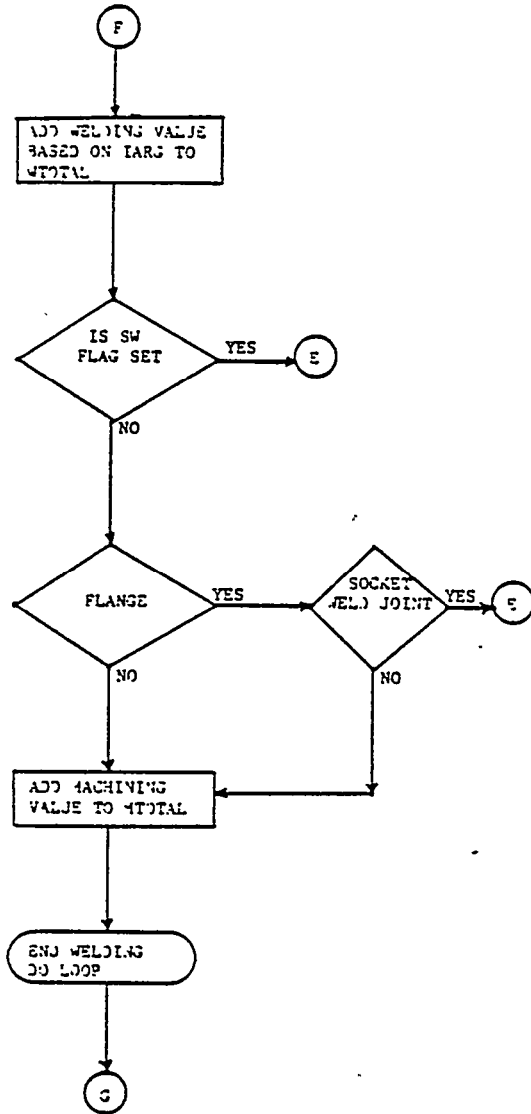 F
ADD WELDING VALUE
BASED ON IARG TO
WTOTAL
IS SW
FLAG SET
YES
E
NO
FLANGE
YES
SOCKET
WELD JOINT
YES
NO
NO
ADD MACHINING
VALUE TO MTOTAL
END WELDING
DO LOOP
G